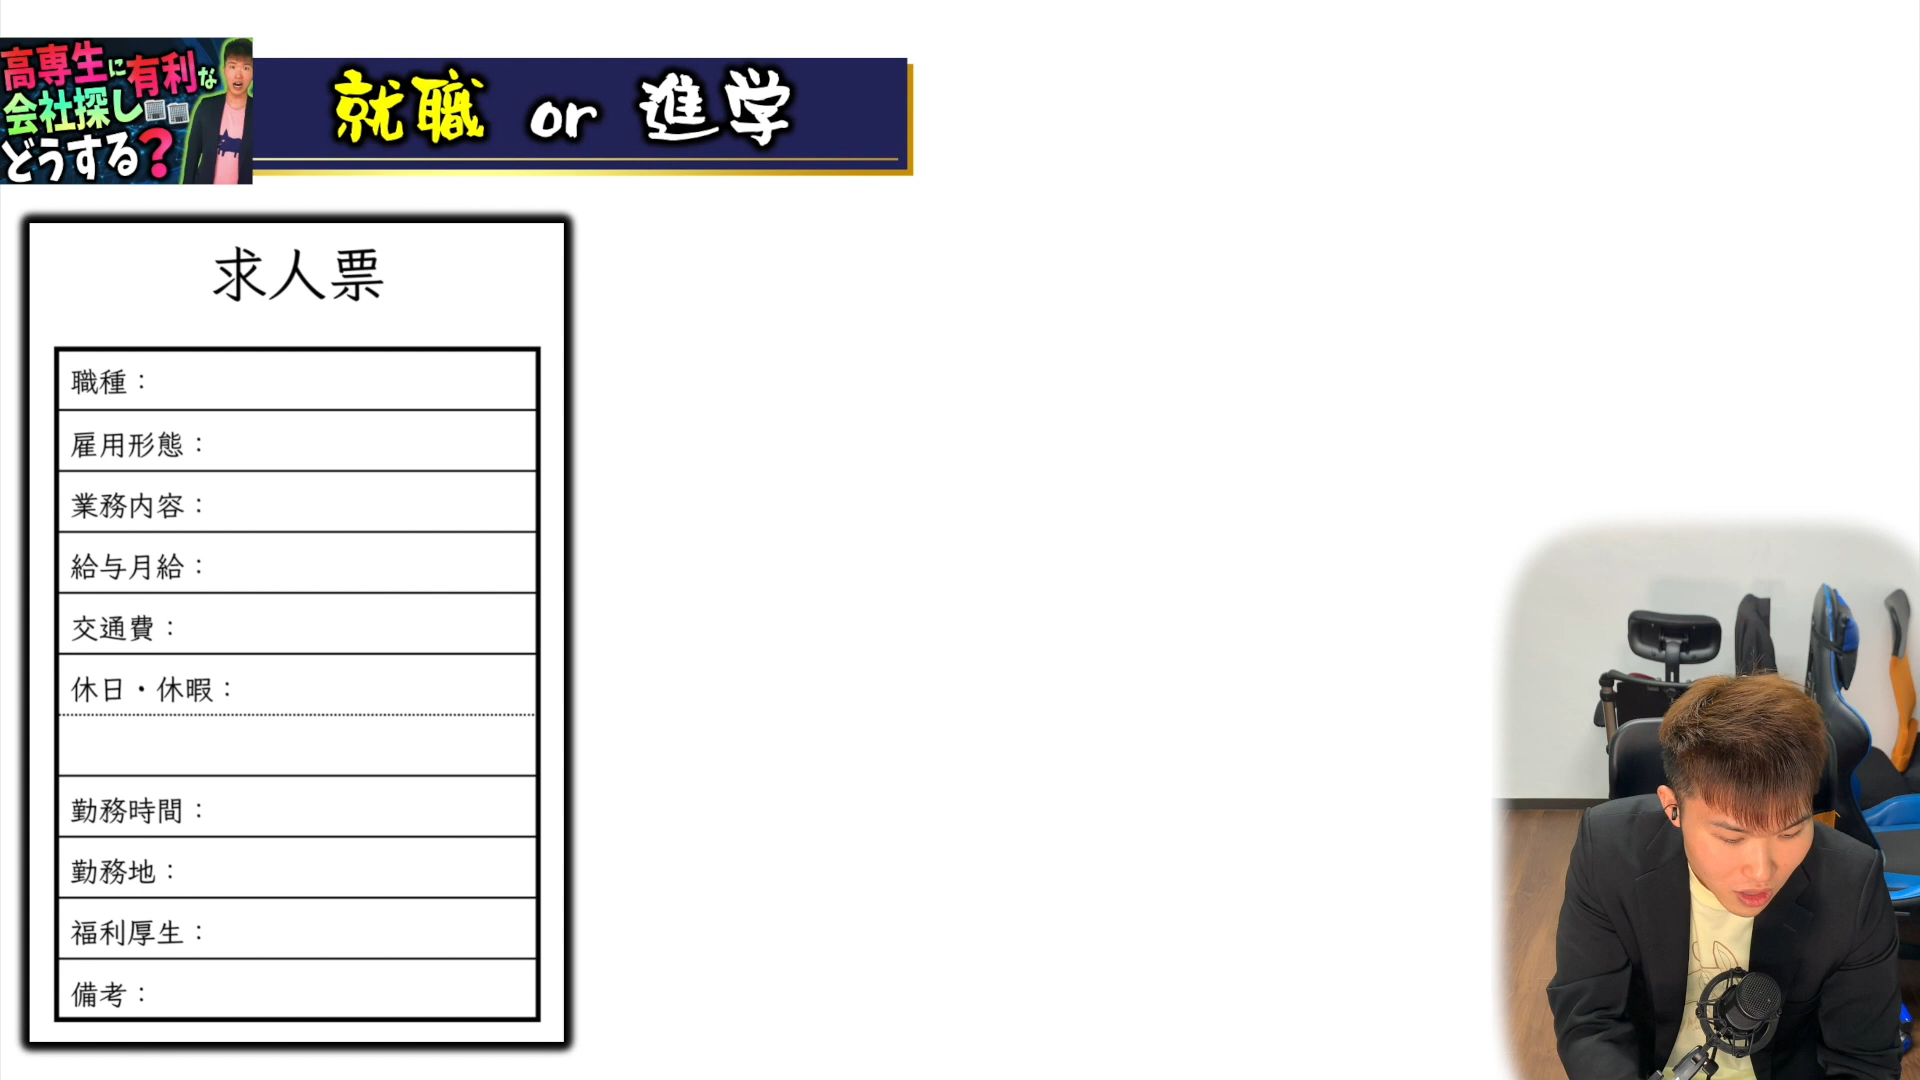 高専生に有利な
会社探し
どうする?
就職 or 進学
求人票
職種:
雇用形態:
業務内容:
給与月給:
交通費:
休日・休暇:
勤務時間:
勤務地:
福利厚生:
備考: